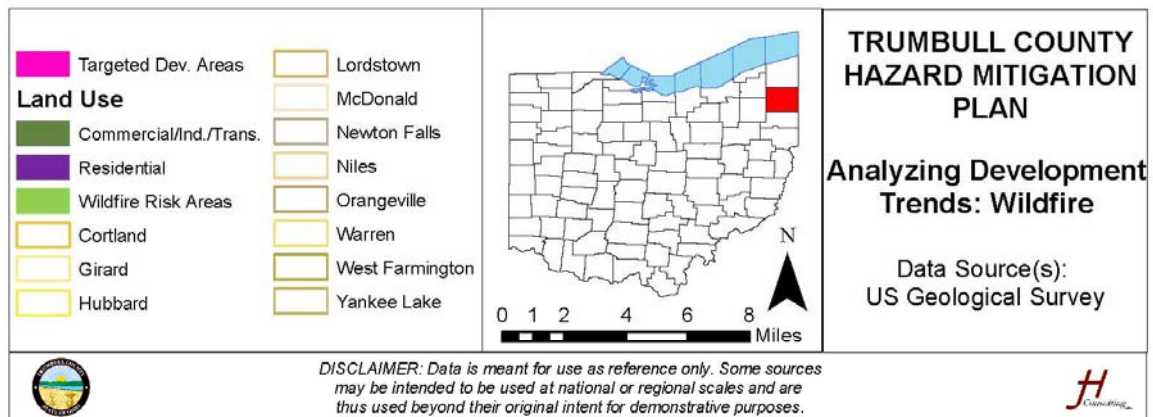 Targeted Dev. Areas
Land Use
Commercial/Ind./Trans.
Residential
Wildfire Risk Areas
Cortland
Girard
Hubbard
Lordstown
McDonald
Newton Falls
Niles
Orangeville
Warren
West Farmington
Yankee Lake
N
0 1 2 4 6 8
Miles
TRUMBULL COUNTY
HAZARD MITIGATION
PLAN
Analyzing Development
Trends: Wildfire
Data Source(s):
US Geological Survey
TRUMBULL COUNTY
DISCLAIMER: Data is meant for use as reference only. Some sources
may be intended to be used at national or regional scales and are
thus used beyond their original intent for demonstrative purposes.
JH
Consulting